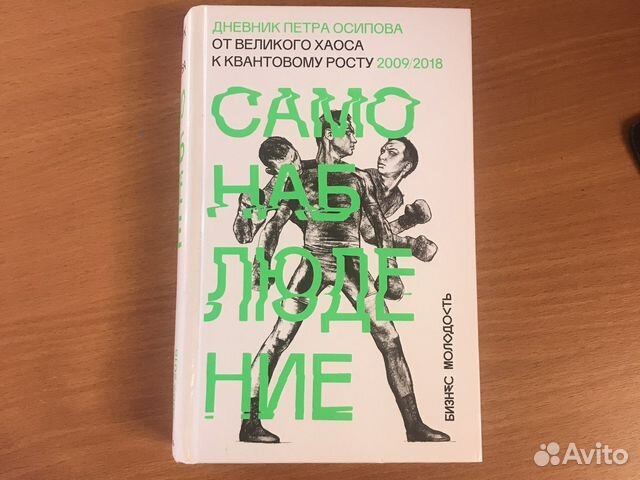 ДНЕВНИК ПЕТРА ОСИПОВА
ОТ ВЕЛИКОГО ХАОСА
К КВАНТОВОМУ РОСТУ 2009/2018
САМО
НАБ
ЛЮДЕ
НИЕ
БИЗНЕС МОЛОДОСТЬ
Avito